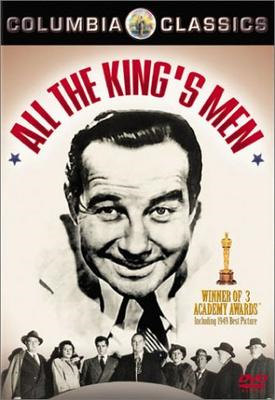 COLUMBIA CLASSICS
ALL THE KING'S MEN
WINNER OF 3
ACADEMY AWARDS
Including 1949 Best Picture
DVD